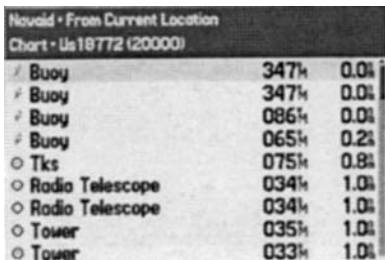 Navaid • From Current Location
Chart • Us18772 (20000)
Buoy 347°M 0.0
Buoy 347°M 0.0
Buoy 086°M 0.0
Buoy 065°M 0.2
Tks 075°M 0.8
Radio Telescope 034°M 1.0
Radio Telescope 034°M 1.0
Tower 035°M 1.0
Tower 033°M 1.0